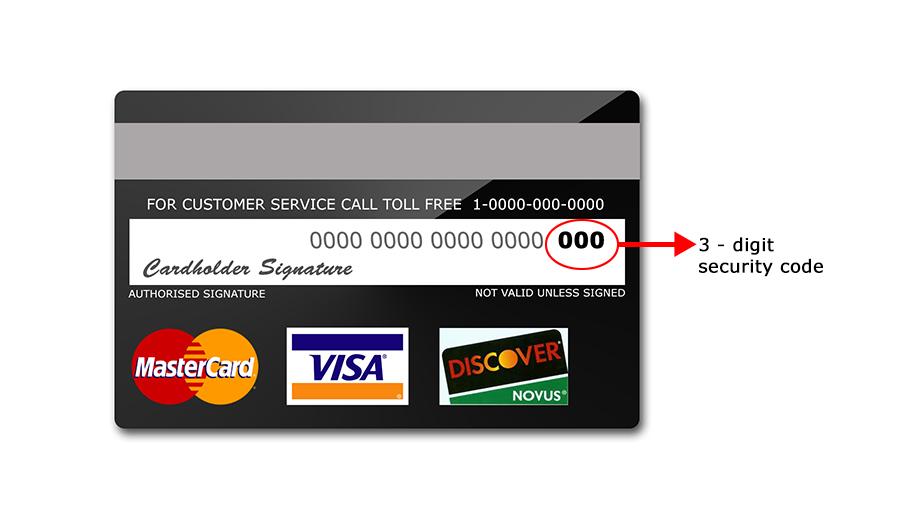 FOR CUSTOMER SERVICE CALL TOLL FREE 1-0000-000-0000
0000 0000 0000 0000 000
Cardholder Signature
AUTHORISED SIGNATURE
NOT VALID UNLESS SIGNED
3 - digit
security code
MasterCard
VISA®
DISCOVER®
NOVUS®